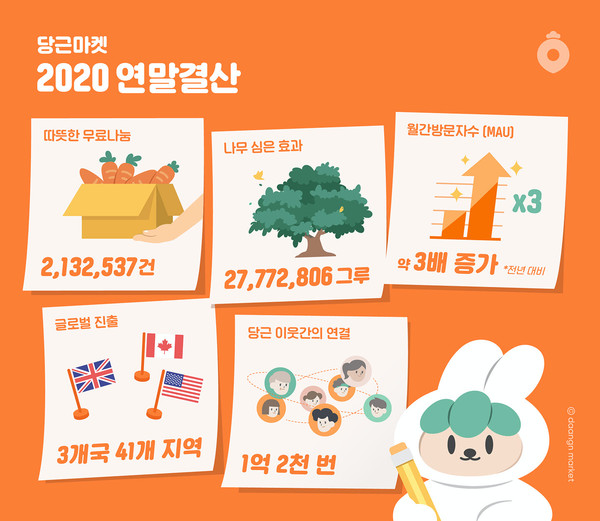 당근마켓
2020 연말결산
따뜻한 무료나눔
2,132,537건
나무 심은 효과
27,772,806그루
월간방문자수 (MAU)
x3
약 3배 증가 *전년 대비
글로벌 진출
3개국 41개 지역
당근 이웃간의 연결
1억 2천 번
© daangn market